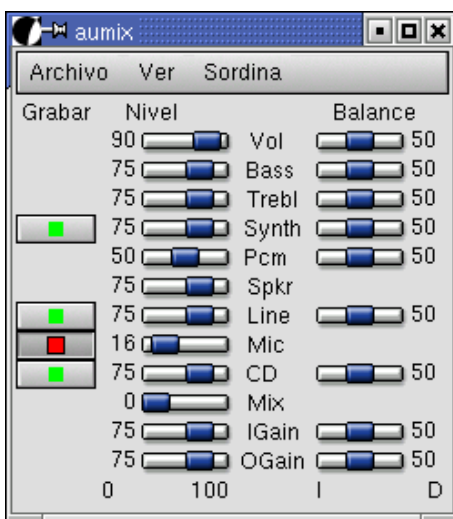 aumix
Archivo Ver Sordina
Grabar Nivel Balance
90 Vol 50
75 Bass 50
75 Trebl 50
75 Synth 50
50 Pcm 50
75 Spkr
75 Line 50
16 Mic
75 CD 50
0 Mix
75 IGain 50
75 OGain 50
0 100 I D